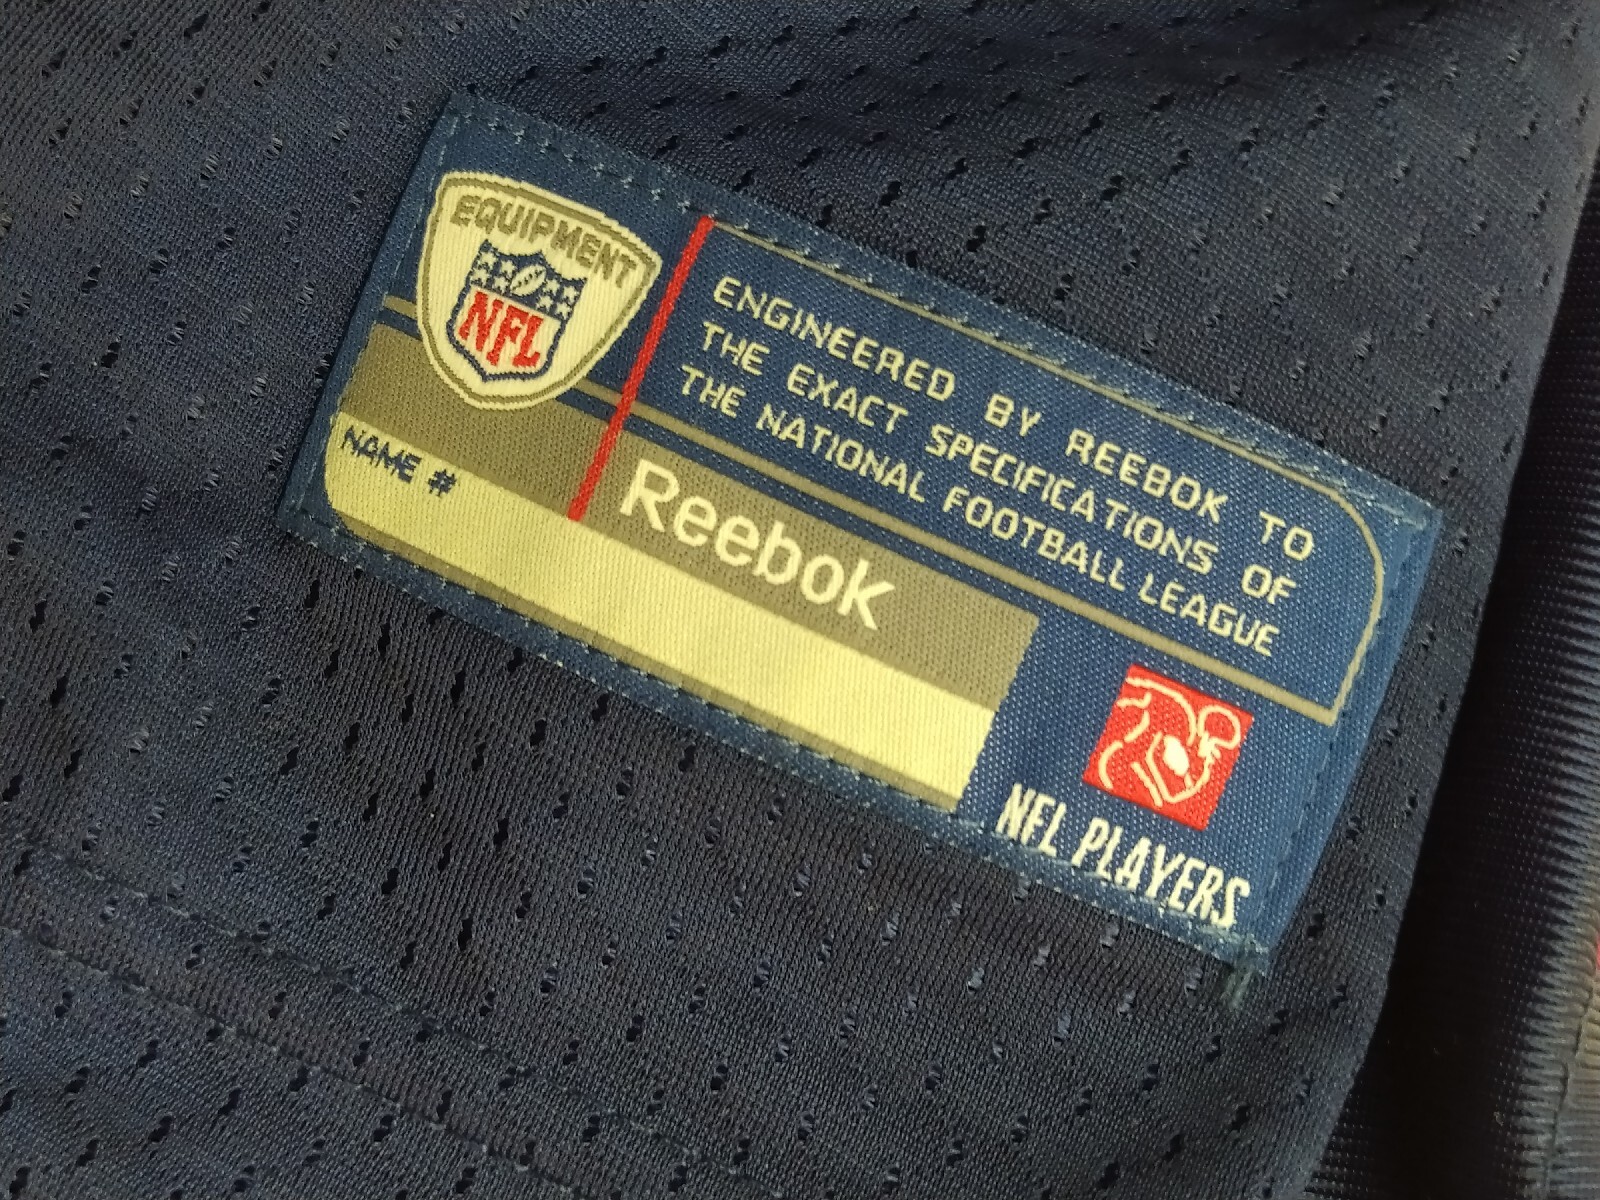 EQUIPMENT
NFL
ENGINEERED BY REEBOK TO
THE EXACT SPECIFICATIONS OF
THE NATIONAL FOOTBALL LEAGUE
NAME #
Reebok
NFL PLAYERS